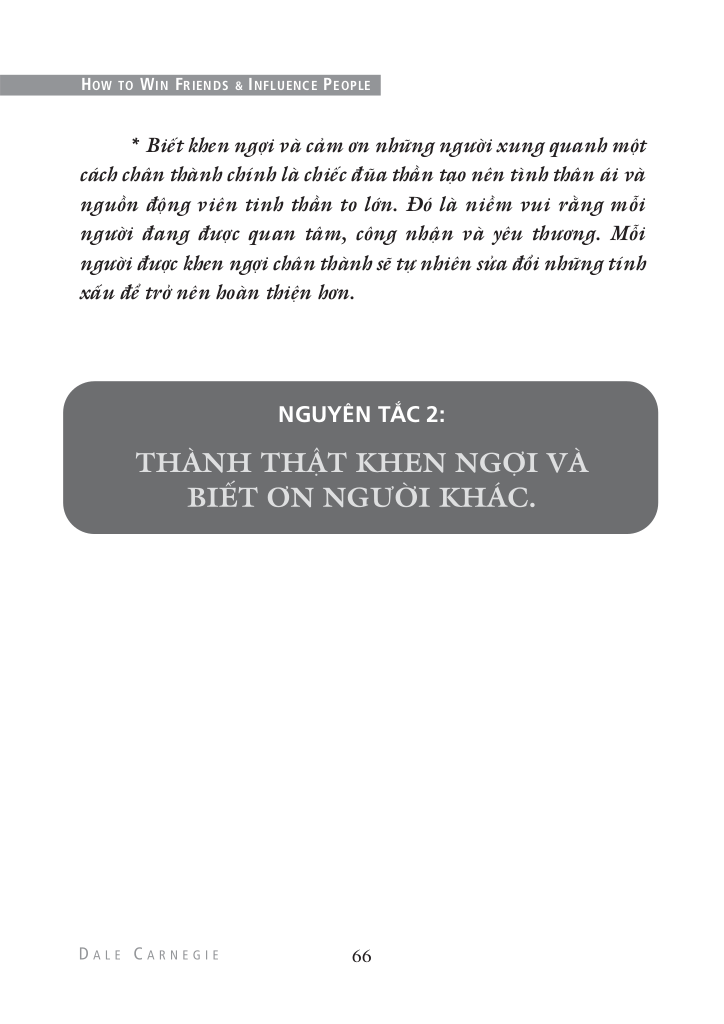 HOW TO WIN FRIENDS & INFLUENCE PEOPLE
* Biết khen ngợi và cảm ơn những người xung quanh một
cách chân thành chính là chiếc đũa thần tạo nên tình thân ái và
nguồn động viên tinh thần to lớn. Đó là niềm vui rằng mỗi
người đang được quan tâm, công nhận và yêu thương. Mỗi
người được khen ngợi chân thành sẽ tự nhiên sửa đổi những tính
xấu để trở nên hoàn thiện hơn.
NGUYÊN TẮC 2:
THÀNH THẬT KHEN NGỢI VÀ
BIẾT ƠN NGƯỜI KHÁC.
DALE CARNEGIE 66